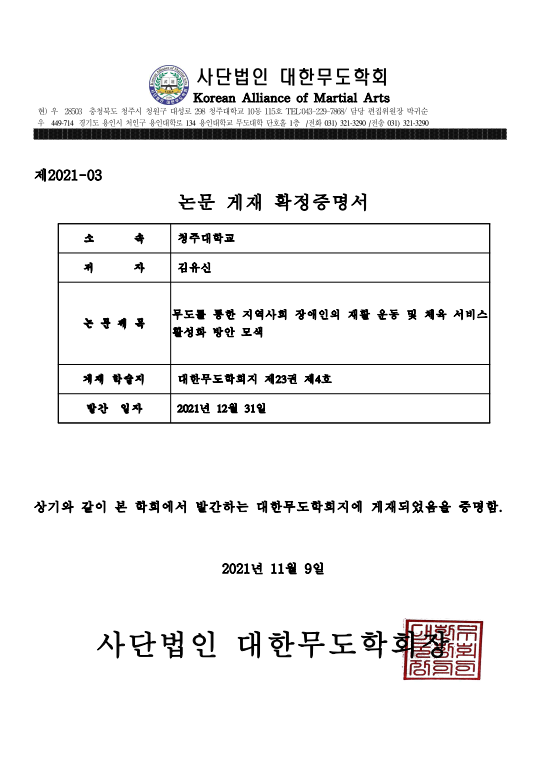 사단법인 대한무도학회
Korean Alliance of Martial Arts
현) 우 28503 충청북도 청주시 청원구 대성로 298 청주대학교 10동 115호 TEL:043-229-7868/ 담당 편집위원장 박귀순
우 449-714 경기도 용인시 처인구 용인대학로 134 용인대학교 무도대학 단호홀 1층 /전화 031) 321-3290 /전송 031) 321-3290
제2021-03
논문 게재 확정증명서
소 속 청주대학교
저 자 김유신
논 문 제 목 무도를 통한 지역사회 장애인의 재활 운동 및 체육 서비스
활성화 방안 모색
게재 학술지 대한무도학회지 제23권 제4호
발간 일자 2021년 12월 31일
상기와 같이 본 학회에서 발간하는 대한무도학회지에 게재되었음을 증명함.
2021년 11월 9일
사단법인 대한무도학회장